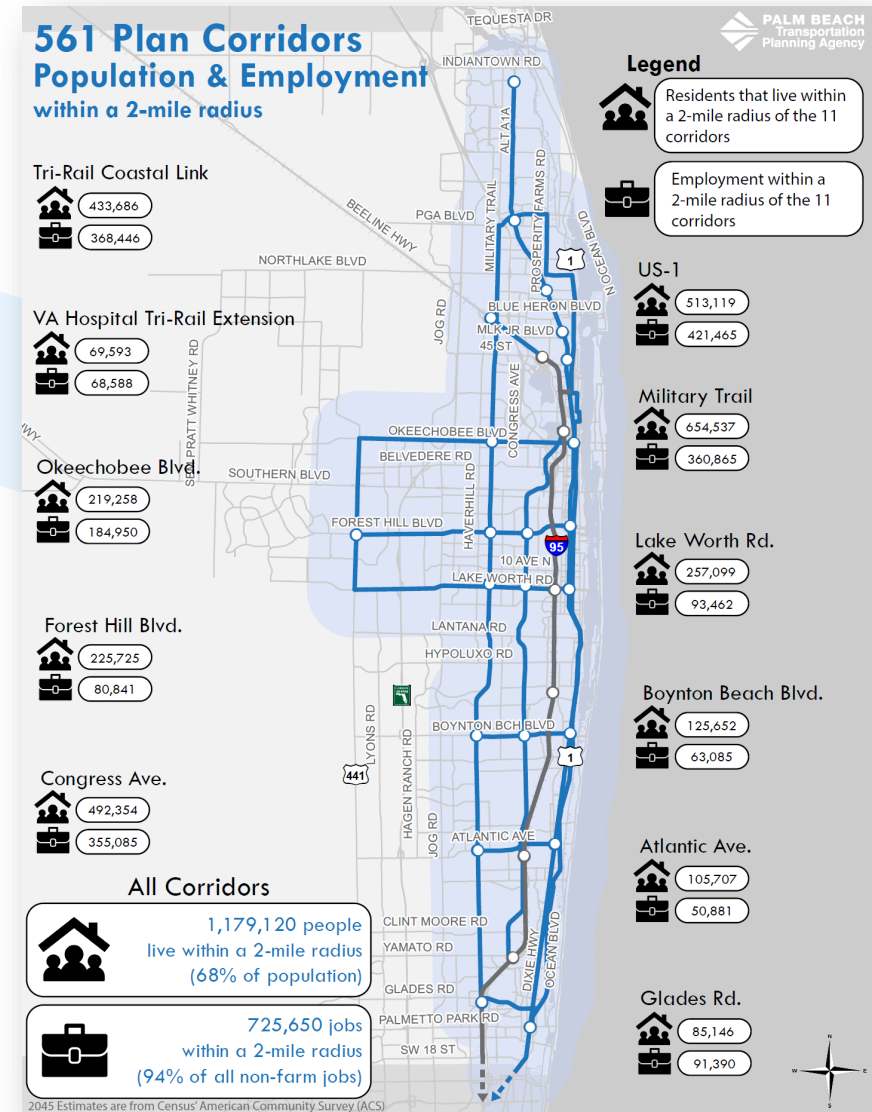 561 Plan Corridors
Population & Employment
within a 2-mile radius
PALM BEACH
Transportation
Planning Agency
Legend
Residents that live within
a 2-mile radius of the 11
corridors
Employment within a
2-mile radius of the 11
corridors
Tri-Rail Coastal Link
433,686
368,446
VA Hospital Tri-Rail Extension
69,593
68,588
Okeechobee Blvd.
219,258
184,950
Forest Hill Blvd.
225,725
80,841
Congress Ave.
492,354
355,085
US-1
513,119
421,465
Military Trail
654,537
360,865
Lake Worth Rd.
257,099
93,462
Boynton Beach Blvd.
125,652
63,085
Atlantic Ave.
105,707
50,881
Glades Rd.
85,146
91,390
All Corridors
1,179,120 people
live within a 2-mile radius
(68% of population)
725,650 jobs
within a 2-mile radius
(94% of all non-farm jobs)
2045 Estimates are from Census' American Community Survey (ACS)
TEQUESTA DR
INDIANTOWN RD
ALT A1A
MILITARY TRAIL
PROSPERITY FARMS RD
N OCEAN BLVD
BEELINE HWY
PGA BLVD
1
NORTHLAKE BLVD
JOG RD
BLUE HERON BLVD
MLK JR BLVD
45 ST
CONGRESS AVE
SEM PRATT WHITNEY RD
HWY
OKEECHOBEE BLVD
BELVEDERE RD
SOUTHERN BLVD
HAVERHILL RD
FOREST HILL BLVD
95
10 AVE N
LAKE WORTH RD
LANTANA RD
HYPOLUXO RD
LYONS RD
BOYNTON BCH BLVD
441
1
HAGEN RANCH RD
JOG RD
ATLANTIC AVE
CLINT MOORE RD
YAMATO RD
DIXIE HWY
OCEAN BLVD
GLADES RD
PALMETTO PARK RD
SW 18 ST
N
W
E
S